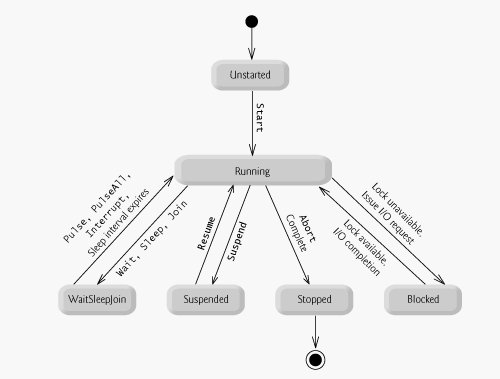 Unstarted
Start
Running
Pulse, PulseAll,
Interrupt,
Sleep interval expires
Wait, Sleep, Join
Resume
Suspend
Abort
Complete
Lock unavailable.
Issue I/O request.
Lock available.
I/O completion
WaitSleepJoin
Suspended
Stopped
Blocked